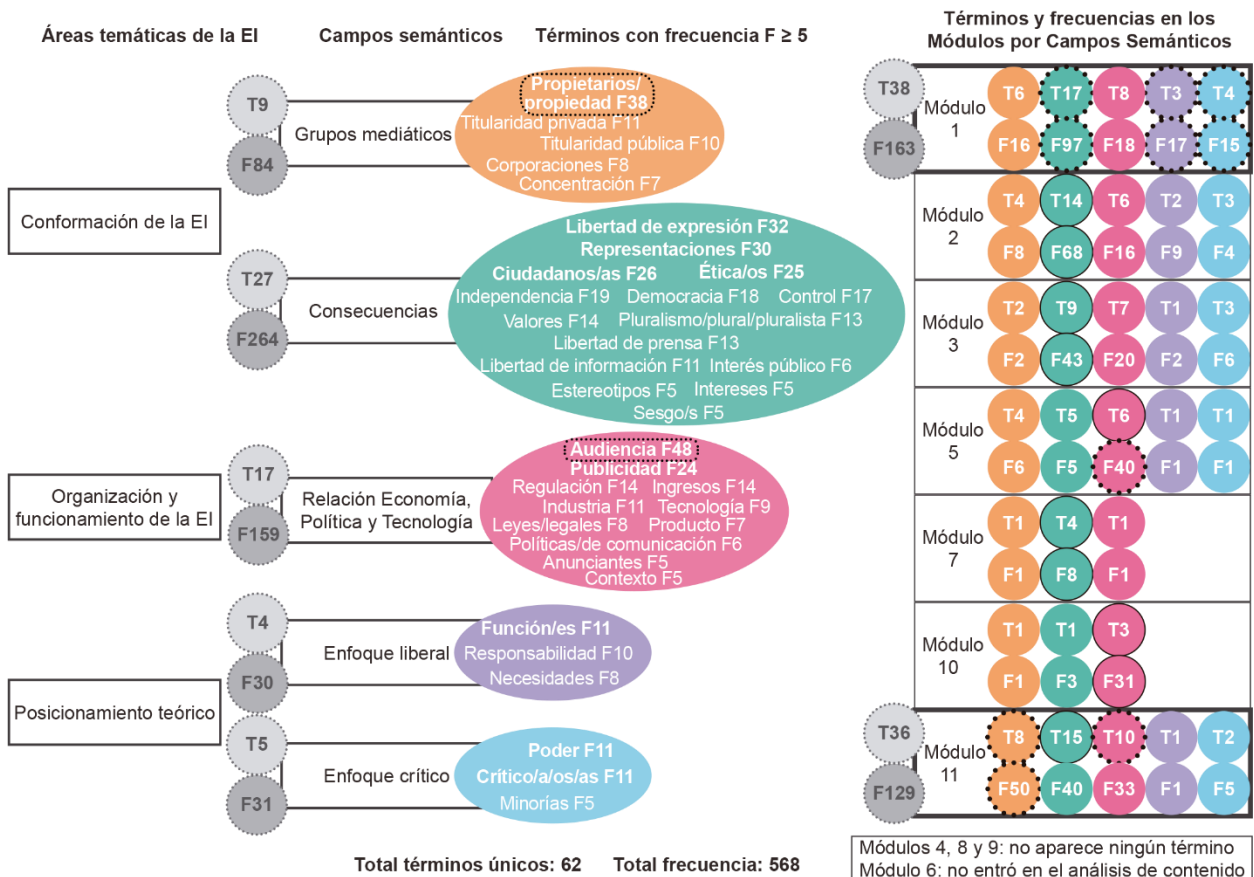 Áreas temáticas de la EI
Campos semánticos
Términos con frecuencia F ≥ 5
Conformación de la EI
T9
F84
Grupos mediáticos
Propietarios/
propiedad F38
Titularidad privada F11
Titularidad pública F10
Corporaciones F8
Concentración F7
T27
F264
Consecuencias
Libertad de expresión F32
Representaciones F30
Ciudadanos/as F26 Ética/os F25
Independencia F19 Democracia F18 Control F17
Valores F14 Pluralismo/plural/pluralista F13
Libertad de prensa F13
Libertad de información F11 Interés público F6
Estereotipos F5 Intereses F5
Sesgo/s F5
Organización y
funcionamiento de la EI
T17
F159
Relación Economía,
Política y Tecnología
Audiencia F48
Publicidad F24
Regulación F14 Ingresos F14
Industria F11 Tecnología F9
Leyes/legales F8 Producto F7
Políticas/de comunicación F6
Anunciantes F5
Contexto F5
Posicionamiento teórico
T4
F30
Enfoque liberal
Función/es F11
Responsabilidad F10
Necesidades F8
T5
F31
Enfoque crítico
Poder F11
Crítico/a/os/as F11
Minorías F5
Total términos únicos: 62 Total frecuencia: 568
Términos y frecuencias en los
Módulos por Campos Semánticos
T38
F163
Módulo
1
T6 T17 T8 T3 T4
F16 F97 F18 F17 F15
Módulo
2
T4 T14 T6 T2 T3
F8 F68 F16 F9 F4
Módulo
3
T2 T9 T7 T1 T3
F2 F43 F20 F2 F6
Módulo
5
T4 T5 T6 T1 T1
F6 F5 F40 F1 F1
Módulo
7
T1 T4 T1
F1 F8 F1
Módulo
10
T1 T1 T3
F1 F3 F31
T36
F129
Módulo
11
T8 T15 T10 T1 T2
F50 F40 F33 F1 F5
Módulos 4, 8 y 9: no aparece ningún término
Módulo 6: no entró en el análisis de contenido